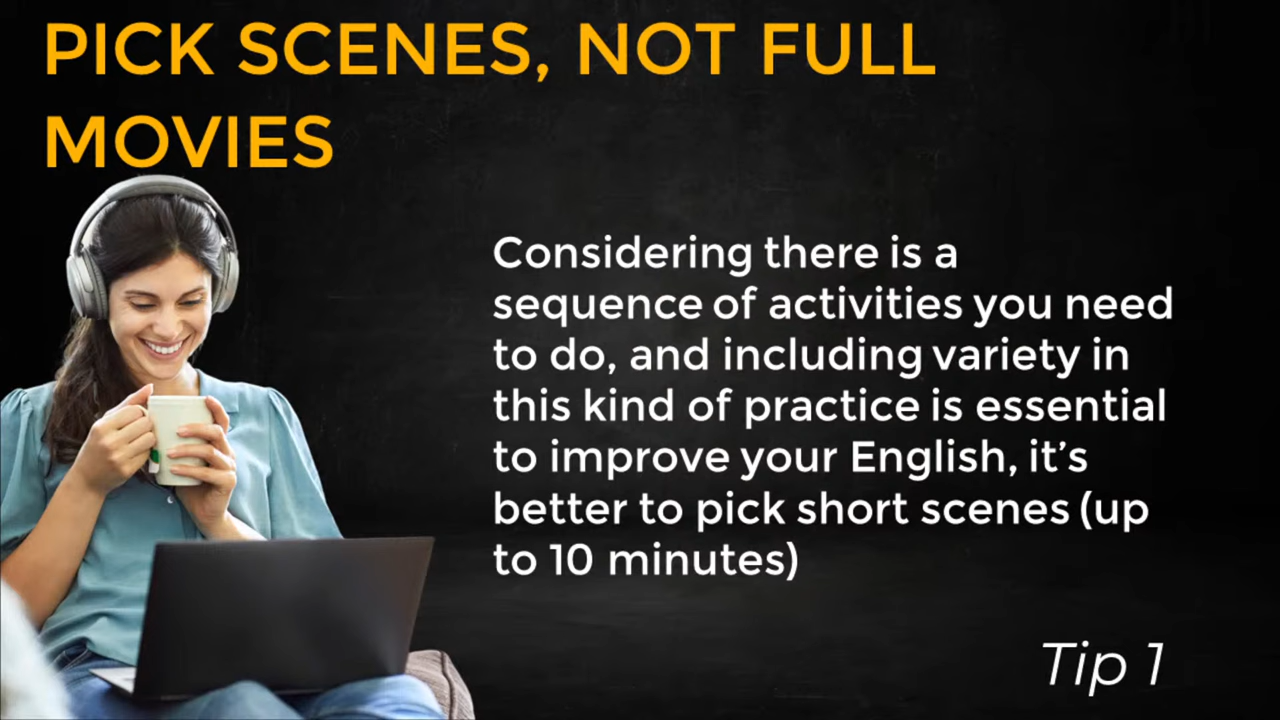 PICK SCENES, NOT FULL
MOVIES
Considering there is a
sequence of activities you need
to do, and including variety in
this kind of practice is essential
to improve your English, it's
better to pick short scenes (up
to 10 minutes)
Tip 1